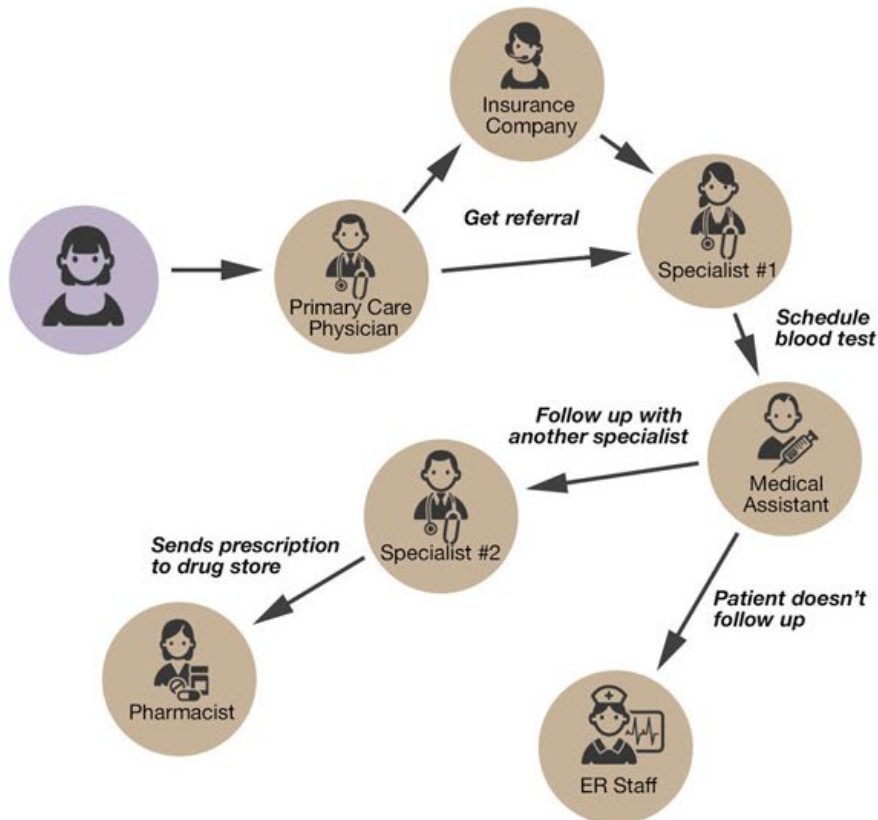 Insurance
Company
Get referral
Specialist #1
Primary Care
Physician
Schedule
blood test
Follow up with
another specialist
Medical
Assistant
Specialist #2
Sends prescription
to drug store
Patient doesn't
follow up
Pharmacist
ER Staff